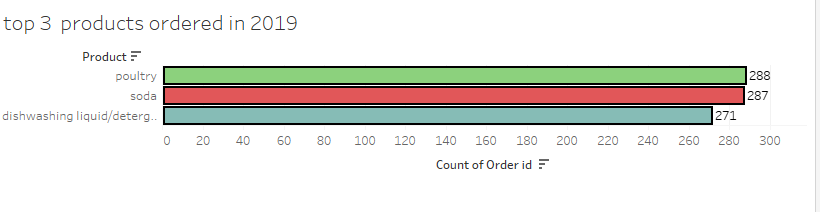 top 3 products ordered in 2019
Product
poultry 288
soda 287
dishwashing liquid/deterg.. 271
0 20 40 60 80 100 120 140 160 180 200 220 240 260 280 300
Count of Order id